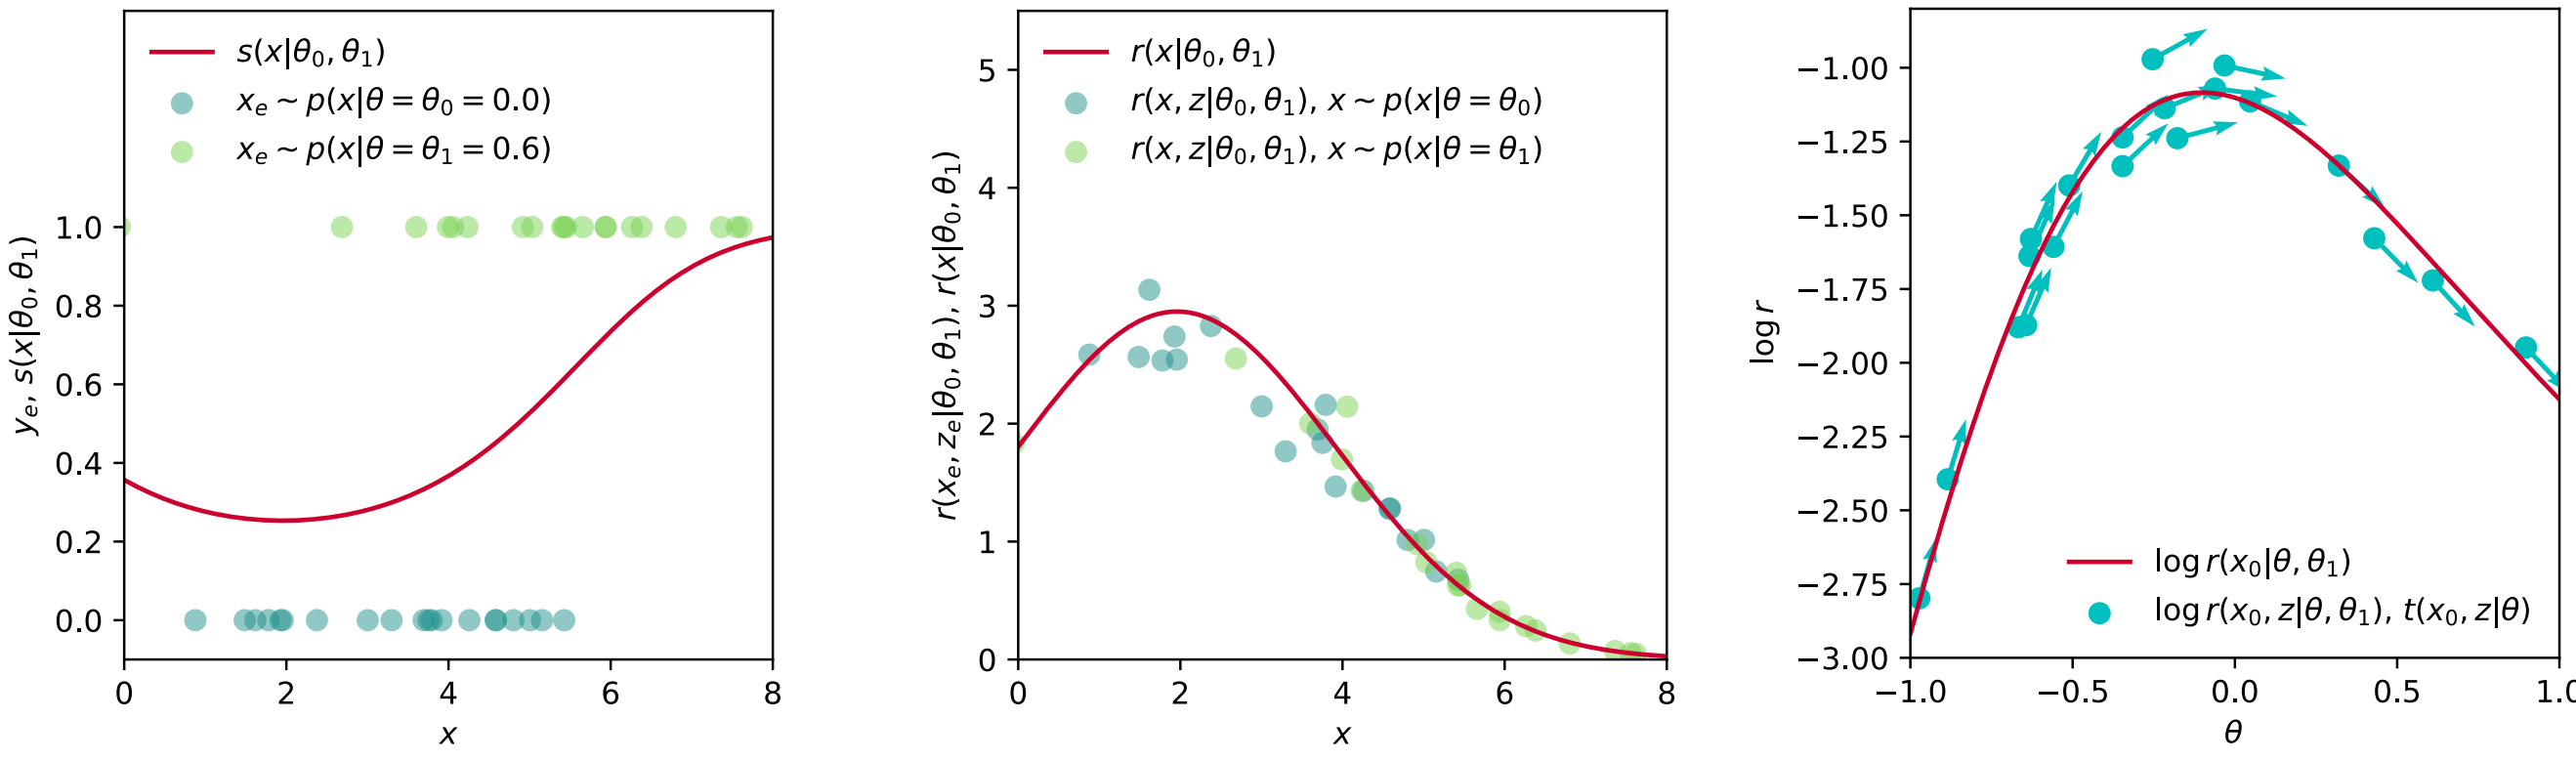 s(x|θ₀, θ₁)
xₑ ~ p(x|θ = θ₀ = 0.0)
xₑ ~ p(x|θ = θ₁ = 0.6)
yₑ, s(x|θ₀, θ₁)
1.0
0.8
0.6
0.4
0.2
0.0
0 2 4 6 8
x
r(x|θ₀, θ₁)
r(x, z|θ₀, θ₁), x ~ p(x|θ = θ₀)
r(x, z|θ₀, θ₁), x ~ p(x|θ = θ₁)
r(xₑ, zₑ|θ₀, θ₁), r(x|θ₀, θ₁)
5
4
3
2
1
0
0 2 4 6 8
x
log r
−1.00
−1.25
−1.50
−1.75
−2.00
−2.25
−2.50
−2.75
−3.00
log r(x₀|θ, θ₁)
log r(x₀, z|θ, θ₁), t(x₀, z|θ)
−1.0 −0.5 0.0 0.5 1.0
θ